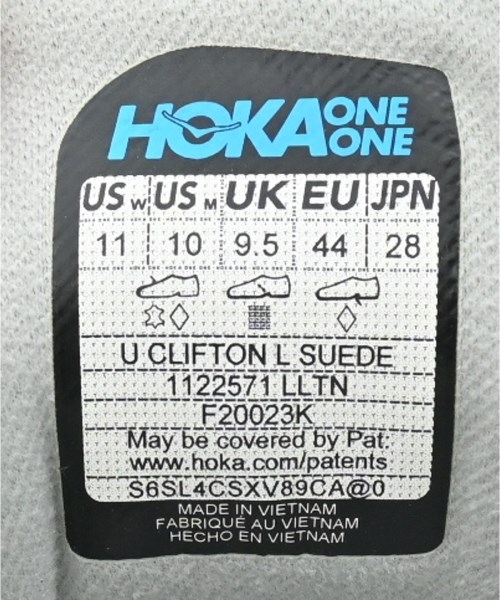 HOKA ONE ONE
US W US M UK EU JPN
11 10 9.5 44 28
U CLIFTON L SUEDE
1122571 LLTN
F20023K
May be covered by Pat:
www.hoka.com/patents
S6SL4CSXV89CA@0
MADE IN VIETNAM
FABRIQUÉ AU VIETNAM
HECHO EN VIETNAM